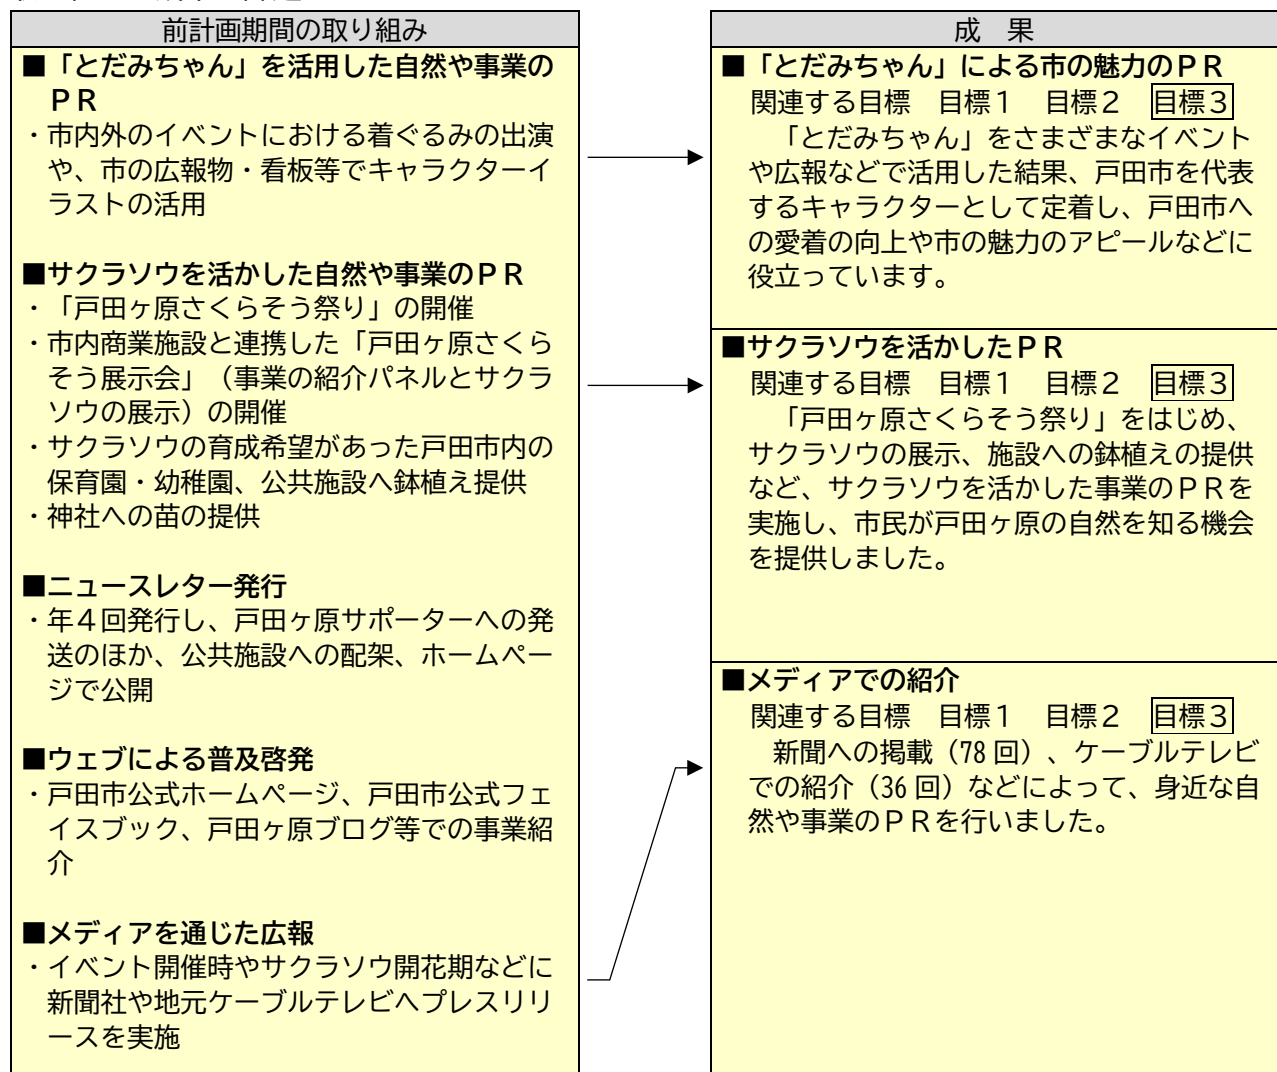 前計画期間の取り組み
■「とだみちゃん」を活用した自然や事業の
ＰＲ
・市内外のイベントにおける着ぐるみの出演
や、市の広報物・看板等でキャラクターイ
ラストの活用
■サクラソウを活かした自然や事業のＰＲ
・「戸田ヶ原さくらそう祭り」の開催
・市内商業施設と連携した「戸田ヶ原さくら
そう展示会」（事業の紹介パネルとサクラ
ソウの展示）の開催
・サクラソウの育成希望があった戸田市内の
保育園・幼稚園、公共施設へ鉢植え提供
・神社への苗の提供
■ニュースレター発行
・年４回発行し、戸田ヶ原サポーターへの発
送のほか、公共施設への配架、ホームペー
ジで公開
■ウェブによる普及啓発
・戸田市公式ホームページ、戸田市公式フェ
イスブック、戸田ヶ原ブログ等での事業紹
介
■メディアを通じた広報
・イベント開催時やサクラソウ開花期などに
新聞社や地元ケーブルテレビへプレスリリ
ースを実施
成　果
■「とだみちゃん」による市の魅力のＰＲ
関連する目標　目標１　目標２　目標３
「とだみちゃん」をさまざまなイベント
や広報などで活用した結果、戸田市を代表
するキャラクターとして定着し、戸田市へ
の愛着の向上や市の魅力のアピールなどに
役立っています。
■サクラソウを活かしたＰＲ
関連する目標　目標１　目標２　目標３
「戸田ヶ原さくらそう祭り」をはじめ、
サクラソウの展示、施設への鉢植えの提供
など、サクラソウを活かした事業のＰＲを
実施し、市民が戸田ヶ原の自然を知る機会
を提供しました。
■メディアでの紹介
関連する目標　目標１　目標２　目標３
新聞への掲載（78 回）、ケーブルテレビ
での紹介（36 回）などによって、身近な自
然や事業のＰＲを行いました。